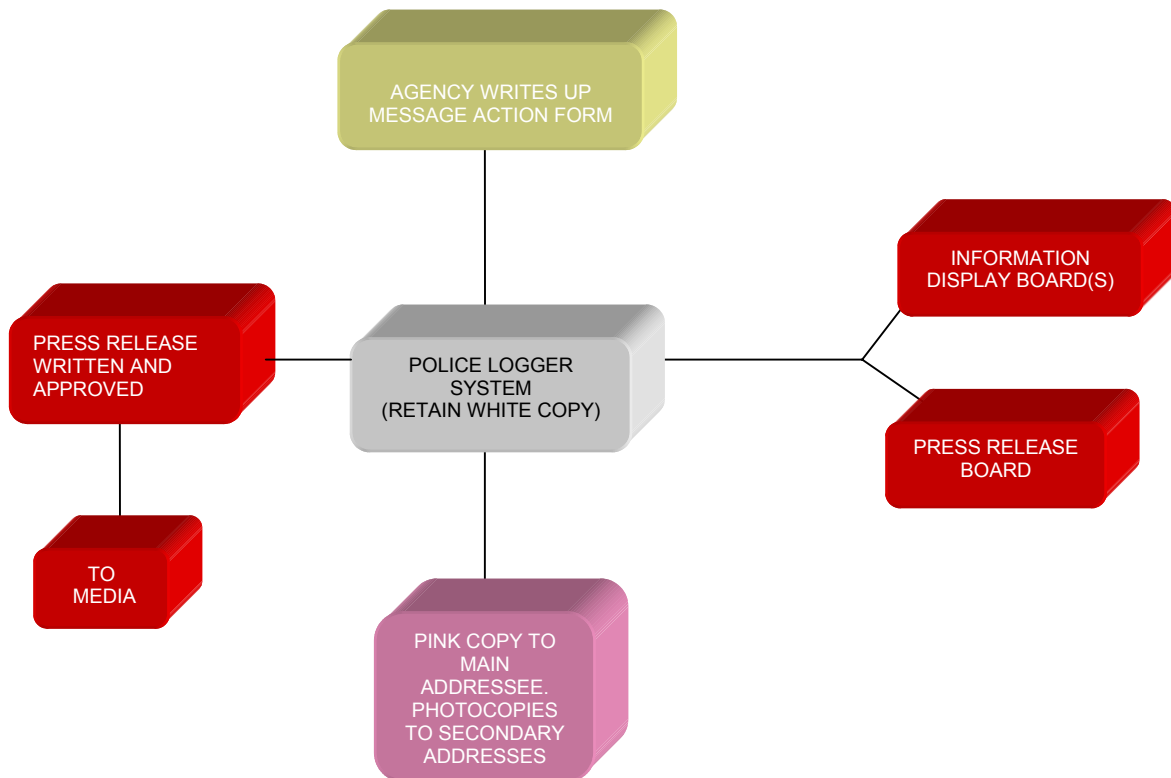 AGENCY WRITES UP
MESSAGE ACTION FORM
INFORMATION
DISPLAY BOARD(S)
PRESS RELEASE
WRITTEN AND
APPROVED
POLICE LOGGER
SYSTEM
(RETAIN WHITE COPY)
PRESS RELEASE
BOARD
TO
MEDIA
PINK COPY TO
MAIN
ADDRESSEE.
PHOTOCOPIES
TO SECONDARY
ADDRESSES